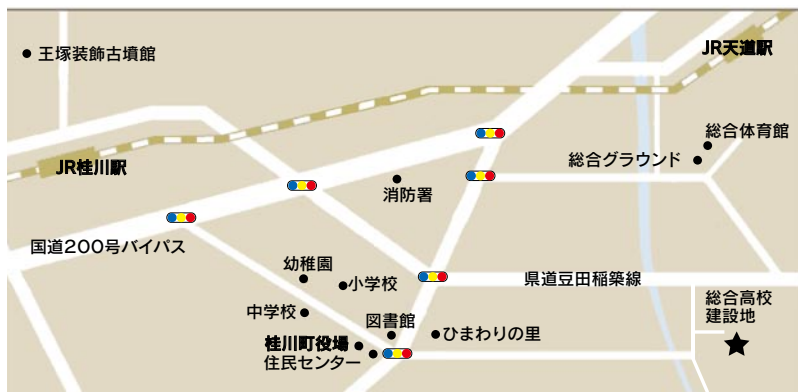 JR天道駅
王塚装飾古墳館
総合体育館
総合グラウンド
JR桂川駅
消防署
国道200号バイパス
幼稚園
小学校
県道豆田稲築線
中学校
総合高校
建設地
図書館
ひまわりの里
桂川町役場
住民センター